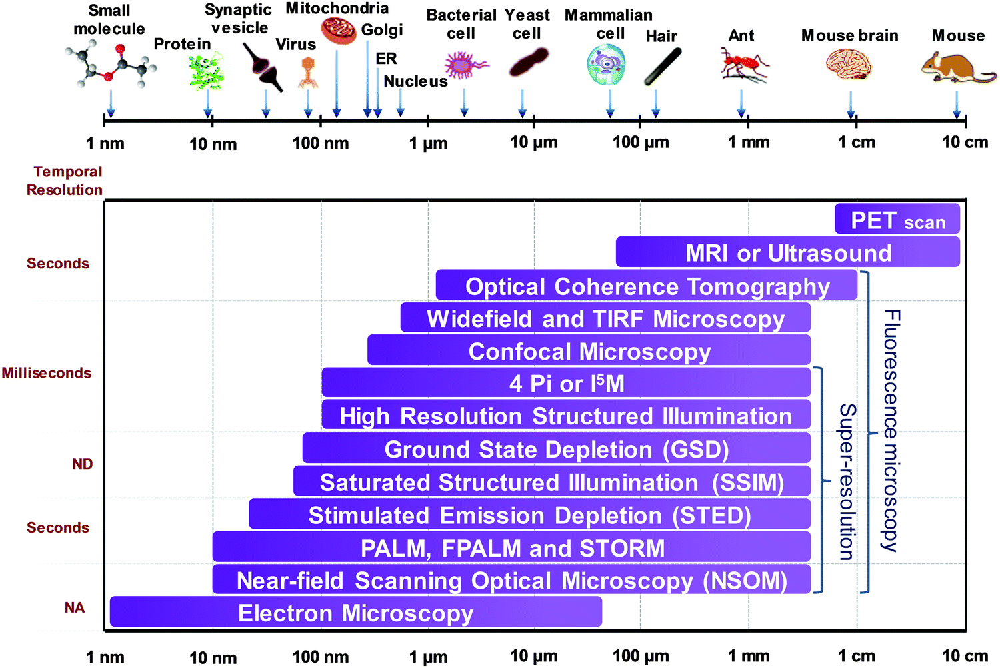 Small
molecule
Protein
Synaptic
vesicle
Virus
Mitochondria
Golgi
ER
Nucleus
Bacterial
cell
Yeast
cell
Mammalian
cell
Hair
Ant
Mouse brain
Mouse
1 nm
10 nm
100 nm
1 µm
10 µm
100 µm
1 mm
1 cm
10 cm
Temporal
Resolution
Seconds
Milliseconds
ND
Seconds
NA
PET scan
MRI or Ultrasound
Optical Coherence Tomography
Widefield and TIRF Microscopy
Confocal Microscopy
4 Pi or I⁵M
High Resolution Structured Illumination
Ground State Depletion (GSD)
Saturated Structured Illumination (SSIM)
Stimulated Emission Depletion (STED)
PALM, FPALM and STORM
Near-field Scanning Optical Microscopy (NSOM)
Electron Microscopy
Super-resolution
Fluorescence microscopy
1 nm
10 nm
100 nm
1 µm
10 µm
100 µm
1 mm
1 cm
10 cm